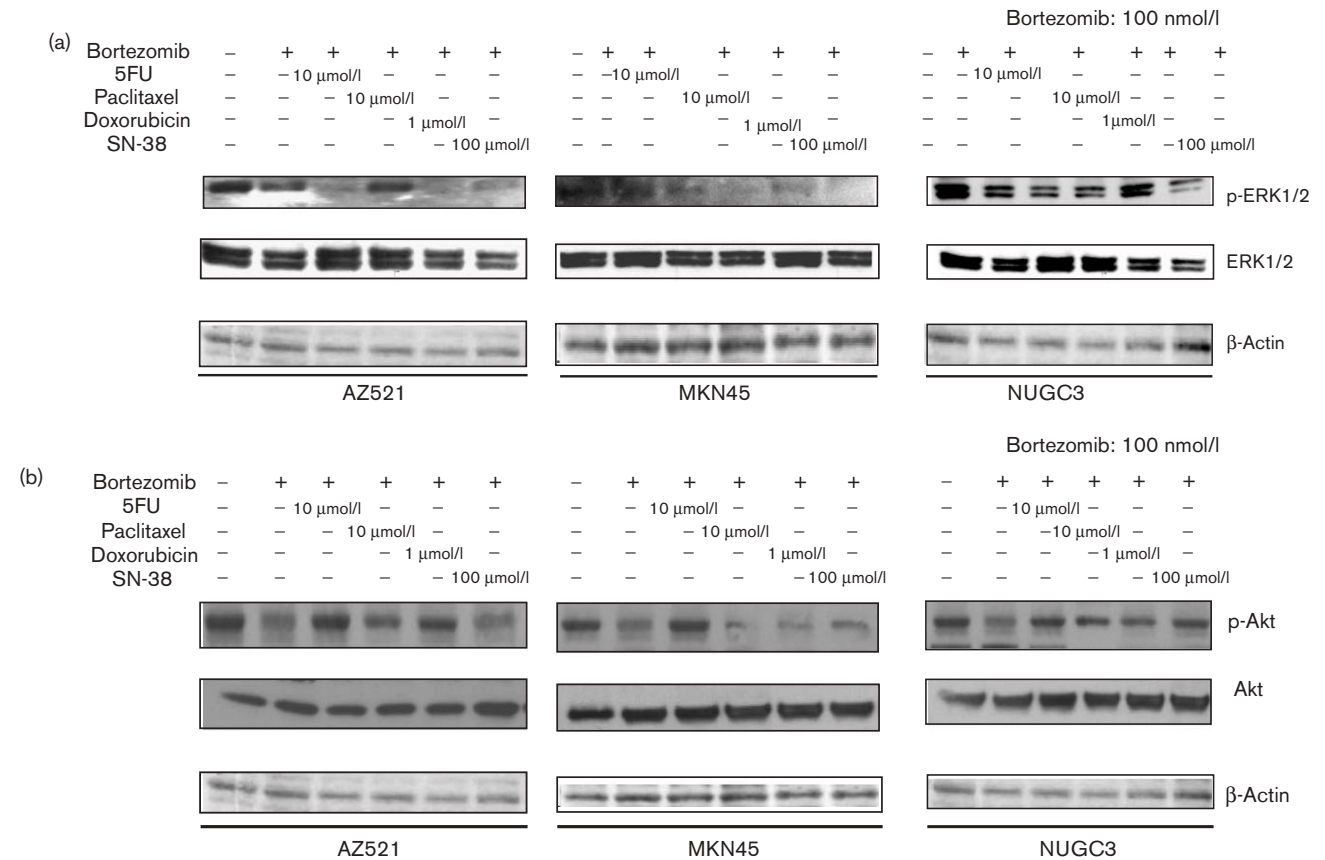 Bortezomib: 100 nmol/l
(a)
Bortezomib – + + + + + – + + + + + – + + + + + +
5FU – – 10 µmol/l – – – – – –10 µmol/l – – – – – 10 µmol/l – – – –
Paclitaxel – – – 10 µmol/l – – – – – 10 µmol/l – – – – – 10 µmol/l – – –
Doxorubicin – – – – 1 µmol/l – – – – – 1 µmol/l – – – – – 1µmol/l – –
SN-38 – – – – – 100 µmol/l – – – – – 100 µmol/l – – – – – – 100 µmol/l
p-ERK1/2
ERK1/2
β-Actin
AZ521 MKN45 NUGC3
Bortezomib: 100 nmol/l
(b)
Bortezomib – + + + + + – + + + + + – + + + + +
5FU – – 10 µmol/l – – – – – 10 µmol/l – – – – – 10 µmol/l – – –
Paclitaxel – – – 10 µmol/l – – – – – 10 µmol/l – – – – –10 µmol/l – –
Doxorubicin – – – – 1 µmol/l – – – – – 1 µmol/l – – – – –1 µmol/l – –
SN-38 – – – – – 100 µmol/l – – – – –100 µmol/l – – – – – 100 µmol/l
p-Akt
Akt
β-Actin
AZ521 MKN45 NUGC3